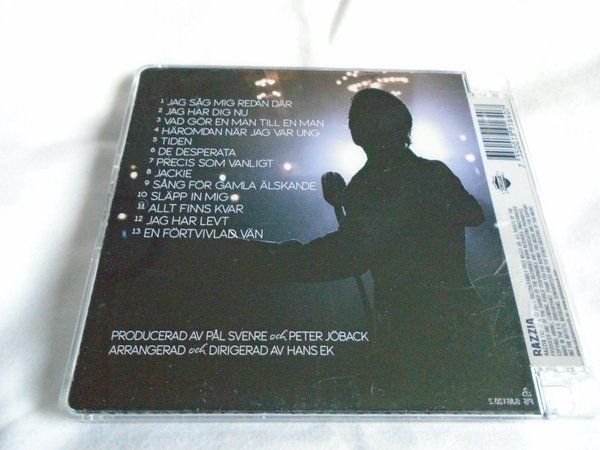 1 JAG SÅG MIG REDAN DÄR
2 JAG HAR DIG NU
3 VAD GÖR EN MAN TILL EN MAN
4 HÄROMDAN NÄR JAG VAR UNG
5 TIDEN
6 DE DESPERATA
7 PRECIS SOM VANLIGT
8 JACKIE
9 SÅNG FÖR GAMLA ÄLSKANDE
10 SLÄPP IN MIG
11 ALLT FINNS KVAR
12 JAG HAR LEVT
13 EN FÖRTVIVLAD VÄN
PRODUCERAD AV PÅL SVENRE och PETER JÖBACK
ARRANGERAD och DIRIGERAD AV HANS EK
RAZZIA